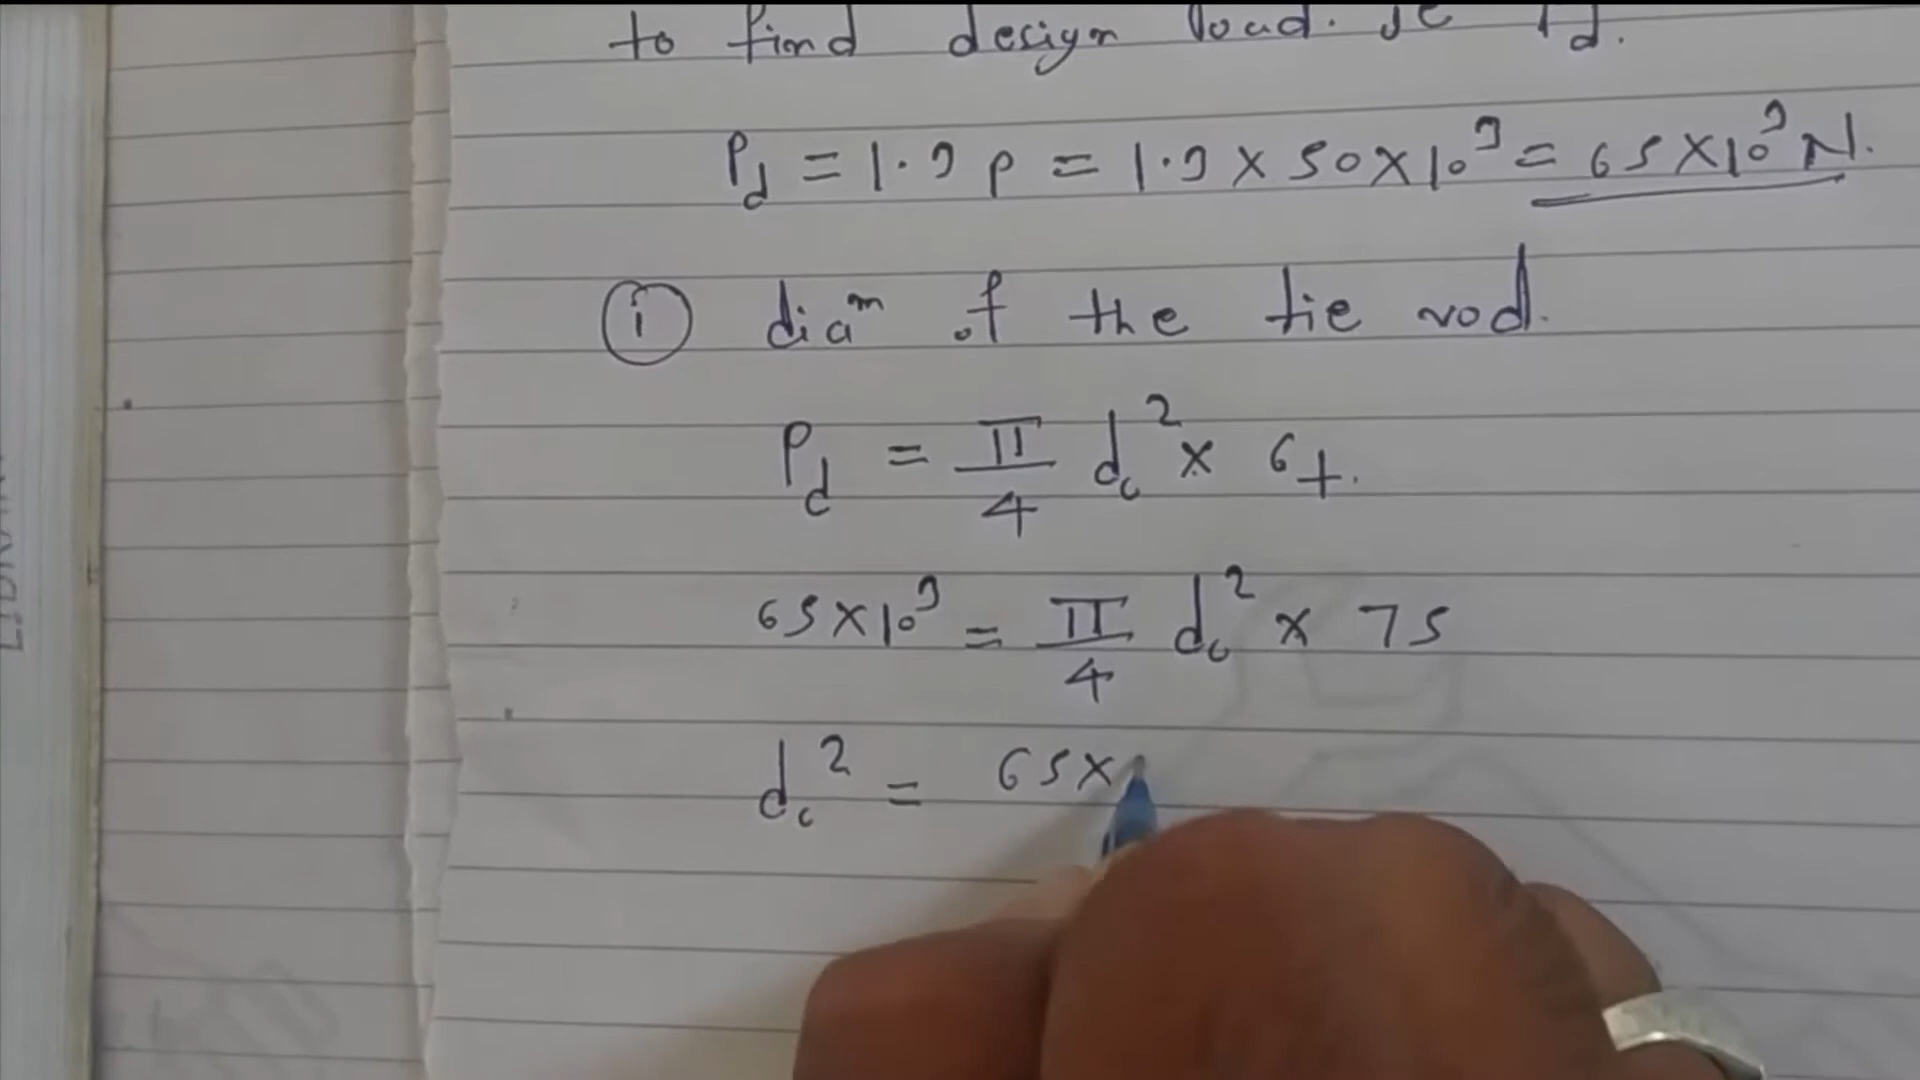 to find design load. ie Pd.
Pd = 1.3 P = 1.3 × 50 × 10³ = 65 × 10³ N.
(i) diaᵐ of the tie rod.
Pd = π/4 dc² × σt.
65 × 10³ = π/4 dc² × 75
dc² = 65 ×